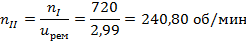 n_II = n_I / u_рем = 720 / 2,99 = 240,80 об/мин